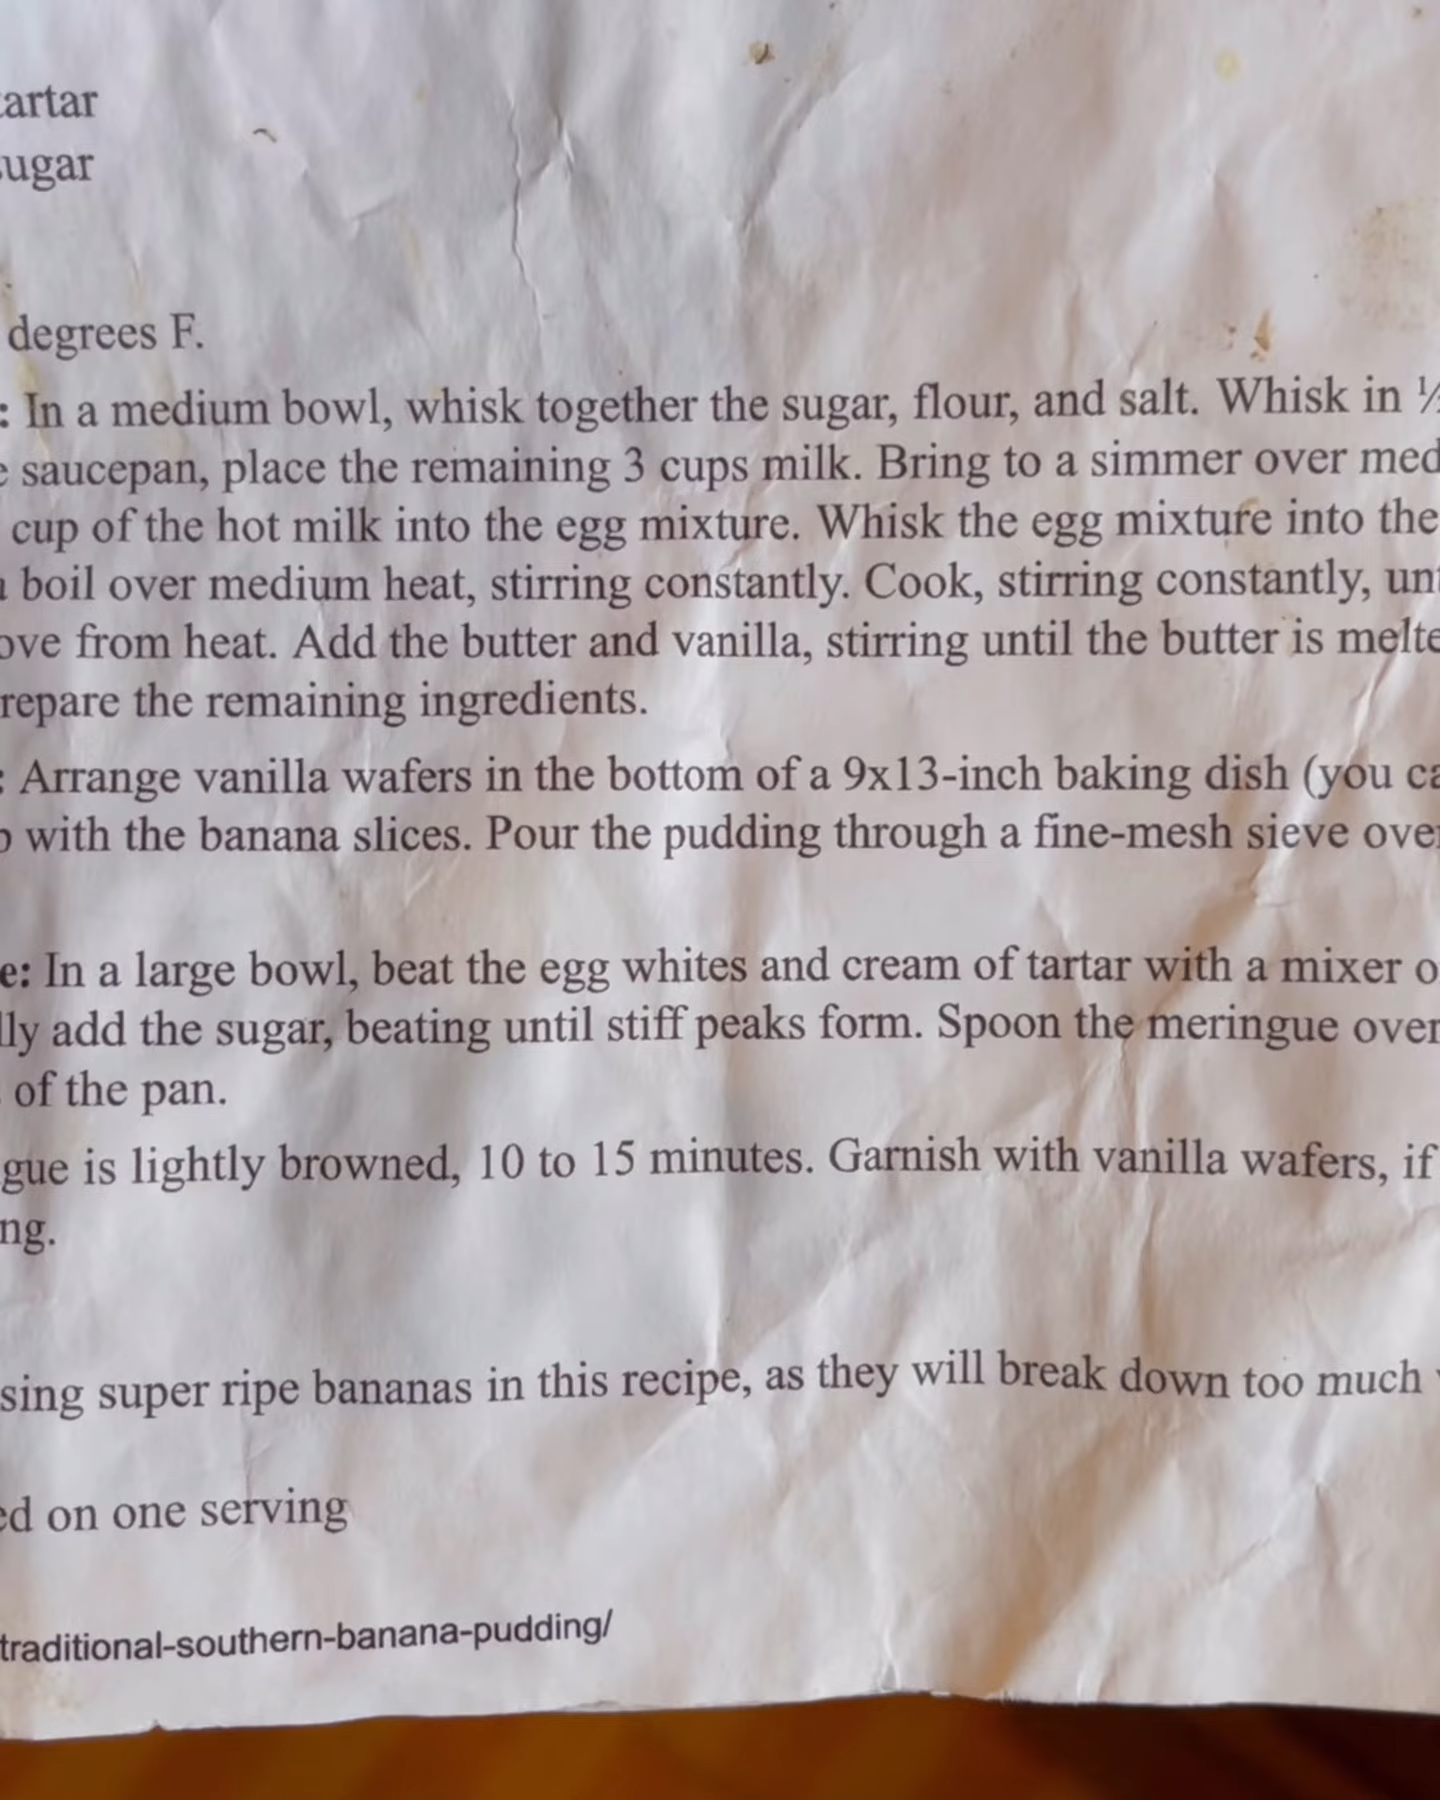 tartar
sugar
degrees F.
: In a medium bowl, whisk together the sugar, flour, and salt. Whisk in ½
saucepan, place the remaining 3 cups milk. Bring to a simmer over med
cup of the hot milk into the egg mixture. Whisk the egg mixture into the
boil over medium heat, stirring constantly. Cook, stirring constantly, unt
ove from heat. Add the butter and vanilla, stirring until the butter is melte
repare the remaining ingredients.
: Arrange vanilla wafers in the bottom of a 9x13-inch baking dish (you ca
with the banana slices. Pour the pudding through a fine-mesh sieve over
e: In a large bowl, beat the egg whites and cream of tartar with a mixer o
lly add the sugar, beating until stiff peaks form. Spoon the meringue over
of the pan.
gue is lightly browned, 10 to 15 minutes. Garnish with vanilla wafers, if
ng.
sing super ripe bananas in this recipe, as they will break down too much
ed on one serving
traditional-southern-banana-pudding/